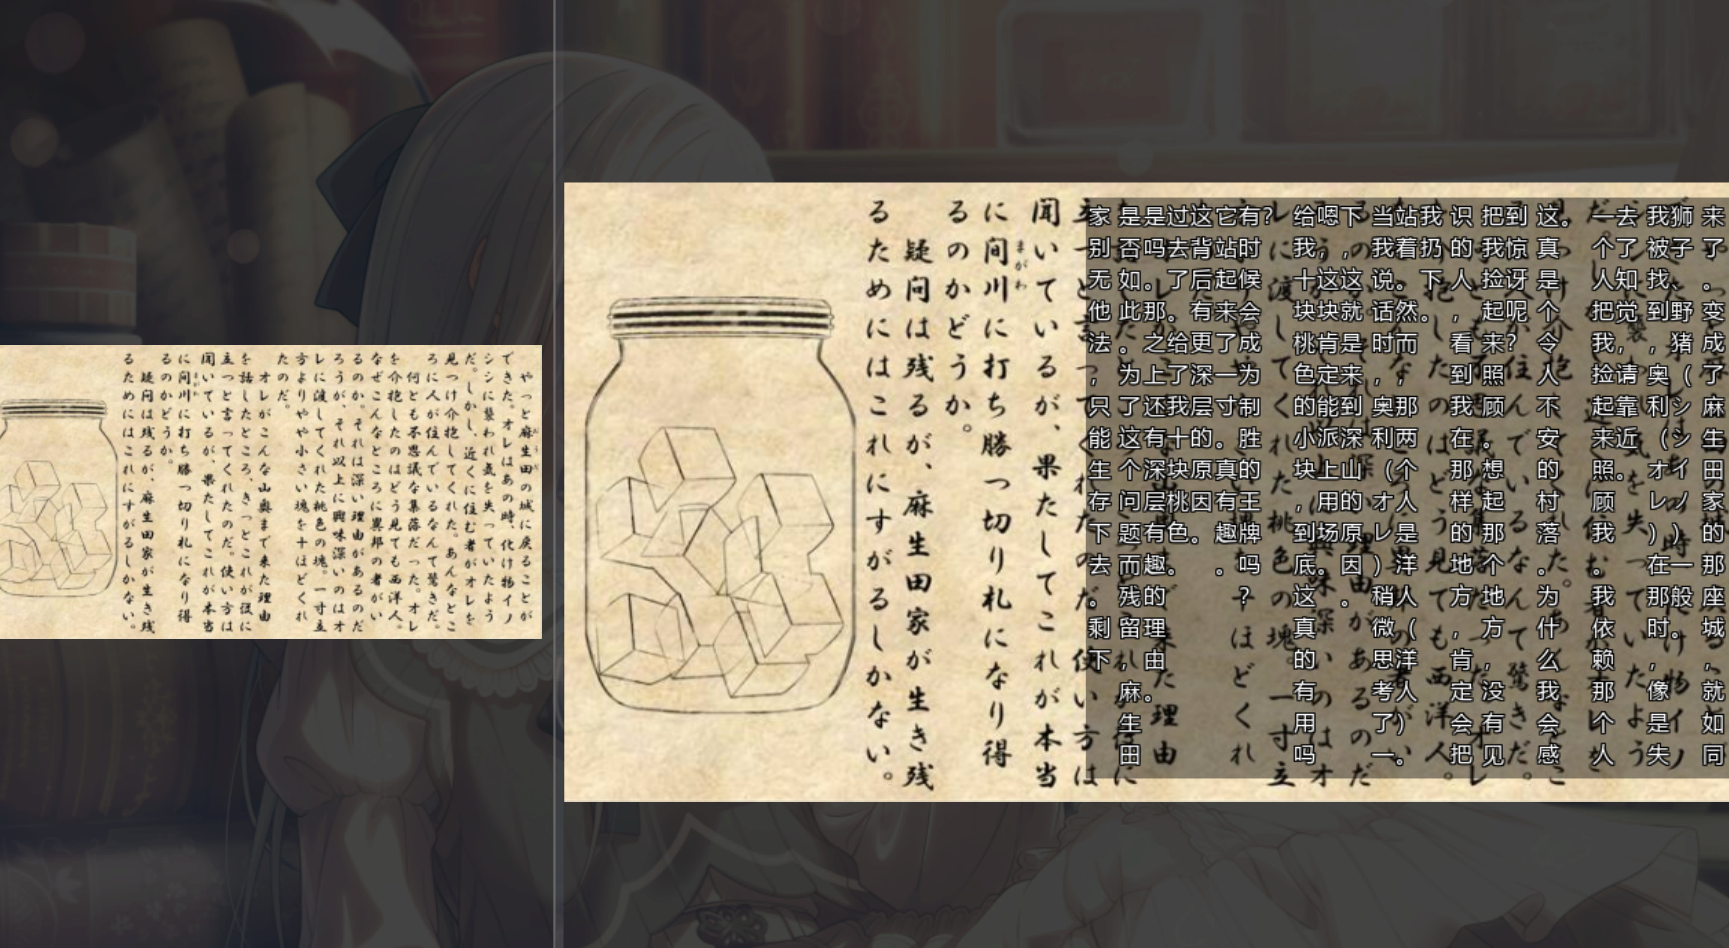 やっと麻生田の城に戻ることが
できた。オレはあの時、化け物イノ
シシに襲われ気を失っていたよう
だ。しかし、近くに住む者がオレを
見つけ介抱してくれた。あんなとこ
ろに人が住んでいるなんて驚きだ。
何とも不思議な集落だった。オレ
を介抱したのはどう見ても西洋人。
なぜこんなところに異邦の者がい
るのか。それは深い理由があるのだ
ろうが、それ以上に興味深いのはオ
レに渡してくれた桃色の塊。一寸立
方よりやや小さい塊を十ほどくれ
たのだ。
オレがこんな山奥まで来た理由
を話したところ、きっとこれが役に
立つと言ってくれたのだ。使い方は
聞いているが、果たしてこれが本当
に間川に打ち勝つ切り札になり得
るのかどうか。
疑問は残るが、麻生田家が生き残
るためにはこれにすがるしかない。
来了。变成了麻生田家的那座城，就如同
狮子，野猪（シシイノ）一般。
我被找到，奥利（オレ）在那时，像是失
去了知觉，请靠近
。一个人把我捡起来照顾我。我依赖那个人
。这真是个令人不安的村落。为什么我会感
到惊讶呢？
把我捡起来照顾。想起那个地方，没有见
识的人，看到我在那样的地方，肯定会把
我扔下。
站着。然而，那两个人是洋人（洋人）。
当我说话时，奥利（オレ）稍微思考了一
下，这就是来到深山的原因。
嗯，这块肯定能派上用场。
给我十块桃色的小块，到底这真的有用吗
？
有时候会成为制胜的王牌吗？
它站起来了一寸。真有趣。
这背后有更深层的原因。
过去了。给了我十块桃色。
是吗。那之上还有深层有趣的理由。
是否如此。为了这个问题而残留，麻生田
家别无他法，只能生存下去。剩下
聞いているが、果たしてこれが本当
に間川に打ち勝つ切り札になり得
まがわ
るのかどうか。
疑問は残るが、麻生田家が生き残
るためにはこれにすがるしかない。